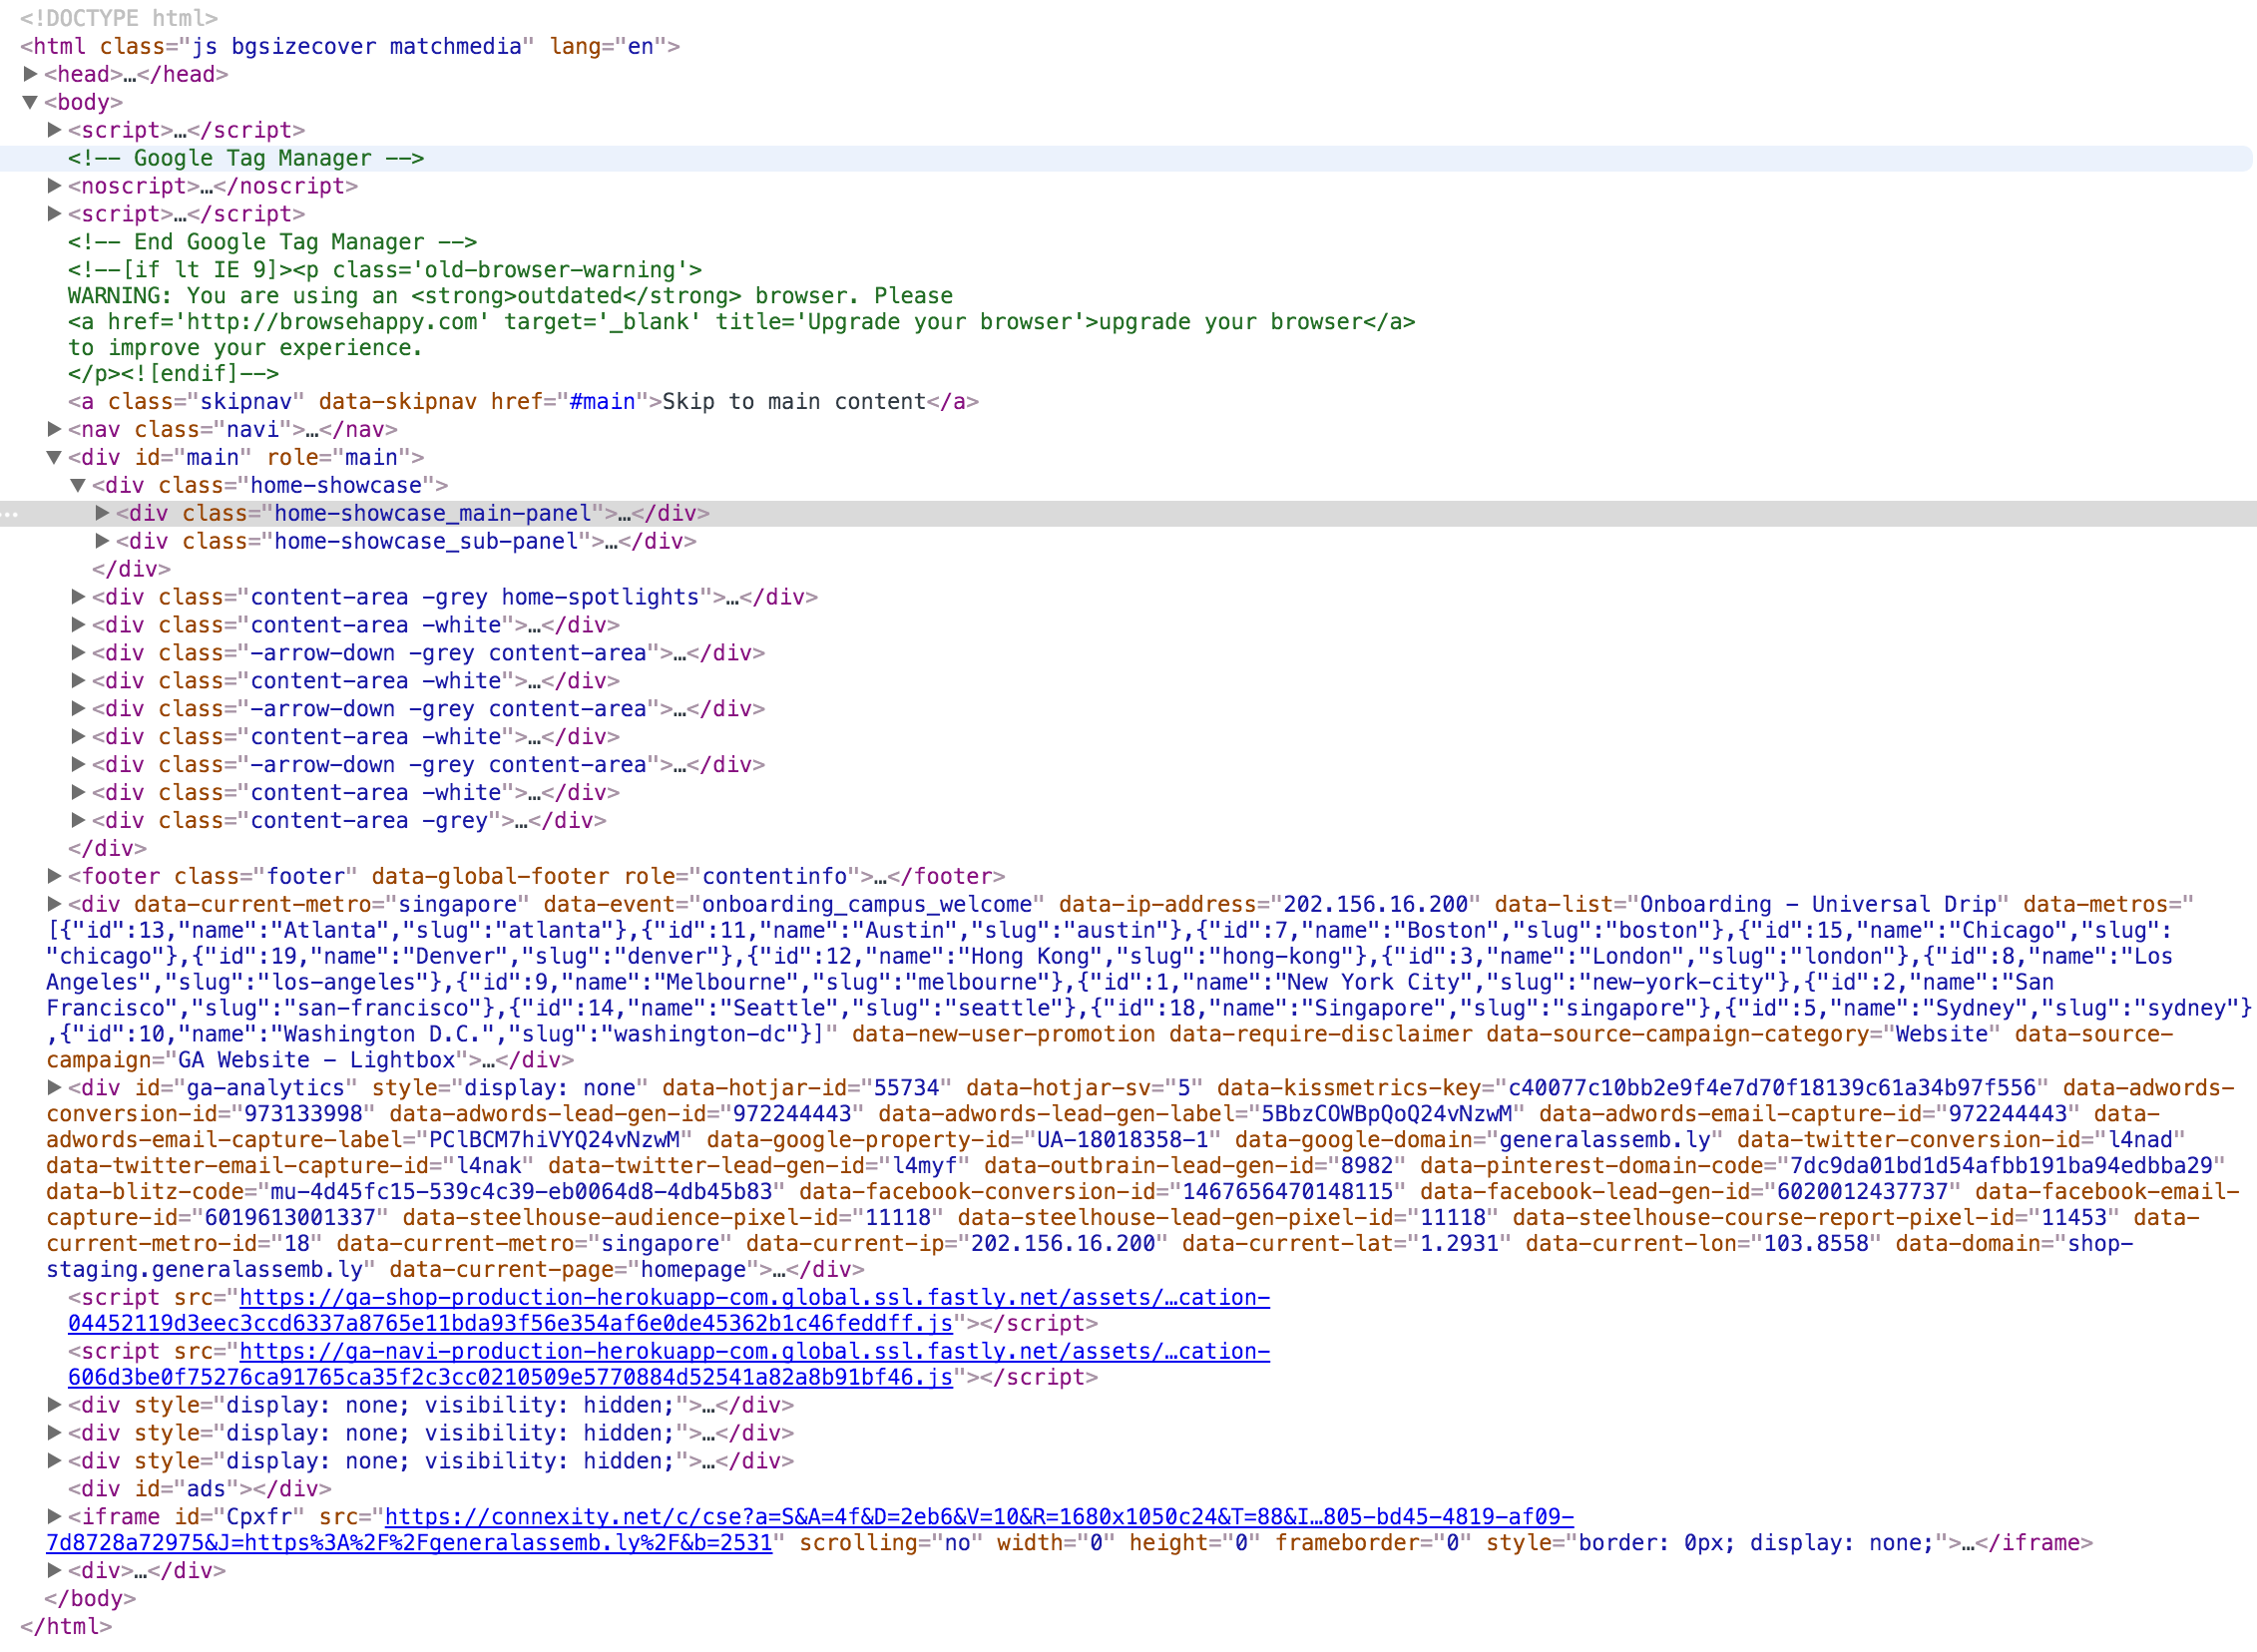 <!DOCTYPE html>
<html class="js bgsizecover matchmedia" lang="en">
▶<head>…</head>
▼<body>
▶<script>…</script>
<!-- Google Tag Manager -->
▶<noscript>…</noscript>
▶<script>…</script>
<!-- End Google Tag Manager -->
<!--[if lt IE 9]><p class='old-browser-warning'>
WARNING: You are using an <strong>outdated</strong> browser. Please
<a href='http://browsehappy.com' target='_blank' title='Upgrade your browser'>upgrade your browser</a>
to improve your experience.
</p><![endif]-->
<a class="skipnav" data-skipnav href="#main">Skip to main content</a>
▶<nav class="navi">…</nav>
▼<div id="main" role="main">
▼<div class="home-showcase">
… ▶<div class="home-showcase_main-panel">…</div>
▶<div class="home-showcase_sub-panel">…</div>
</div>
▶<div class="content-area -grey home-spotlights">…</div>
▶<div class="content-area -white">…</div>
▶<div class="-arrow-down -grey content-area">…</div>
▶<div class="content-area -white">…</div>
▶<div class="-arrow-down -grey content-area">…</div>
▶<div class="content-area -white">…</div>
▶<div class="-arrow-down -grey content-area">…</div>
▶<div class="content-area -white">…</div>
▶<div class="content-area -grey">…</div>
</div>
▶<footer class="footer" data-global-footer role="contentinfo">…</footer>
▶<div data-current-metro="singapore" data-event="onboarding_campus_welcome" data-ip-address="202.156.16.200" data-list="Onboarding - Universal Drip" data-metros="
[{"id":13,"name":"Atlanta","slug":"atlanta"},{"id":11,"name":"Austin","slug":"austin"},{"id":7,"name":"Boston","slug":"boston"},{"id":15,"name":"Chicago","slug":
"chicago"},{"id":19,"name":"Denver","slug":"denver"},{"id":12,"name":"Hong Kong","slug":"hong-kong"},{"id":3,"name":"London","slug":"london"},{"id":8,"name":"Los
Angeles","slug":"los-angeles"},{"id":9,"name":"Melbourne","slug":"melbourne"},{"id":1,"name":"New York City","slug":"new-york-city"},{"id":2,"name":"San
Francisco","slug":"san-francisco"},{"id":14,"name":"Seattle","slug":"seattle"},{"id":18,"name":"Singapore","slug":"singapore"},{"id":5,"name":"Sydney","slug":"sydney"}
,{"id":10,"name":"Washington D.C.","slug":"washington-dc"}]" data-new-user-promotion data-require-disclaimer data-source-campaign-category="Website" data-source-
campaign="GA Website - Lightbox">…</div>
▶<div id="ga-analytics" style="display: none" data-hotjar-id="55734" data-hotjar-sv="5" data-kissmetrics-key="c40077c10bb2e9f4e7d70f18139c61a34b97f556" data-adwords-
conversion-id="973133998" data-adwords-lead-gen-id="972244443" data-adwords-lead-gen-label="5BbzCOWBpQoQ24vNzwM" data-adwords-email-capture-id="972244443" data-
adwords-email-capture-label="PClBCM7hiVYQ24vNzwM" data-google-property-id="UA-18018358-1" data-google-domain="generalassemb.ly" data-twitter-conversion-id="l4nad"
data-twitter-email-capture-id="l4nak" data-twitter-lead-gen-id="l4myf" data-outbrain-lead-gen-id="8982" data-pinterest-domain-code="7dc9da01bd1d54afbb191ba94edbba29"
data-blitz-code="mu-4d45fc15-539c4c39-eb0064d8-4db45b83" data-facebook-conversion-id="1467656470148115" data-facebook-lead-gen-id="6020012437737" data-facebook-email-
capture-id="6019613001337" data-steelhouse-audience-pixel-id="11118" data-steelhouse-lead-gen-pixel-id="11118" data-steelhouse-course-report-pixel-id="11453" data-
current-metro-id="18" data-current-metro="singapore" data-current-ip="202.156.16.200" data-current-lat="1.2931" data-current-lon="103.8558" data-domain="shop-
staging.generalassemb.ly" data-current-page="homepage">…</div>
<script src="https://ga-shop-production-herokuapp-com.global.ssl.fastly.net/assets/…cation-
04452119d3eec3ccd6337a8765e11bda93f56e354af6e0de45362b1c46feddff.js"></script>
<script src="https://ga-navi-production-herokuapp-com.global.ssl.fastly.net/assets/…cation-
606d3be0f75276ca91765ca35f2c3cc0210509e5770884d52541a82a8b91bf46.js"></script>
▶<div style="display: none; visibility: hidden;">…</div>
▶<div style="display: none; visibility: hidden;">…</div>
▶<div style="display: none; visibility: hidden;">…</div>
<div id="ads"></div>
▶<iframe id="Cpxfr" src="https://connexity.net/c/cse?a=S&A=4f&D=2eb6&V=10&R=1680x1050c24&T=88&I…805-bd45-4819-af09-
7d8728a72975&J=https%3A%2F%2Fgeneralassemb.ly%2F&b=2531" scrolling="no" width="0" height="0" frameborder="0" style="border: 0px; display: none;">…</iframe>
▶<div>…</div>
</body>
</html>